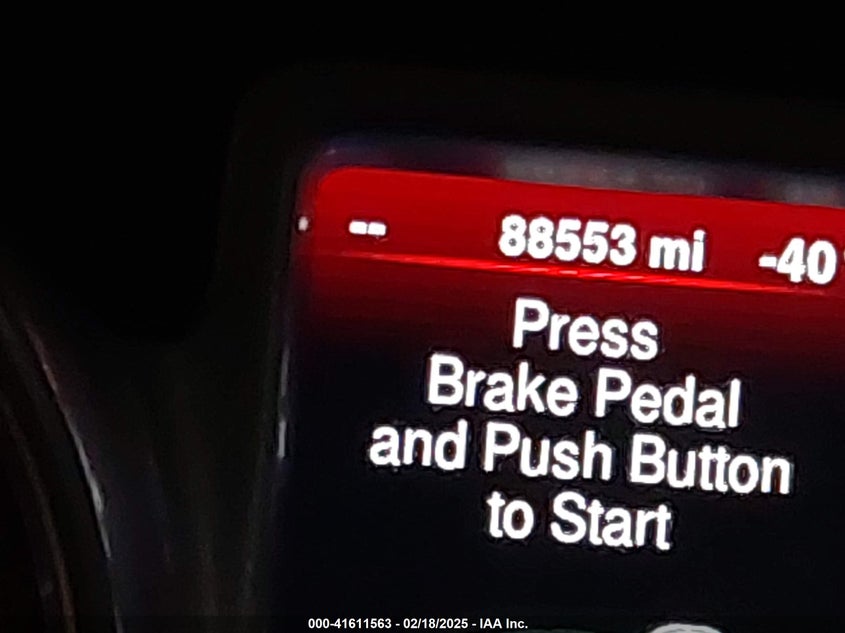 -- 88553 mi -40°
Press
Brake Pedal
and Push Button
to Start
000-41611563 - 02/18/2025 - IAA Inc.